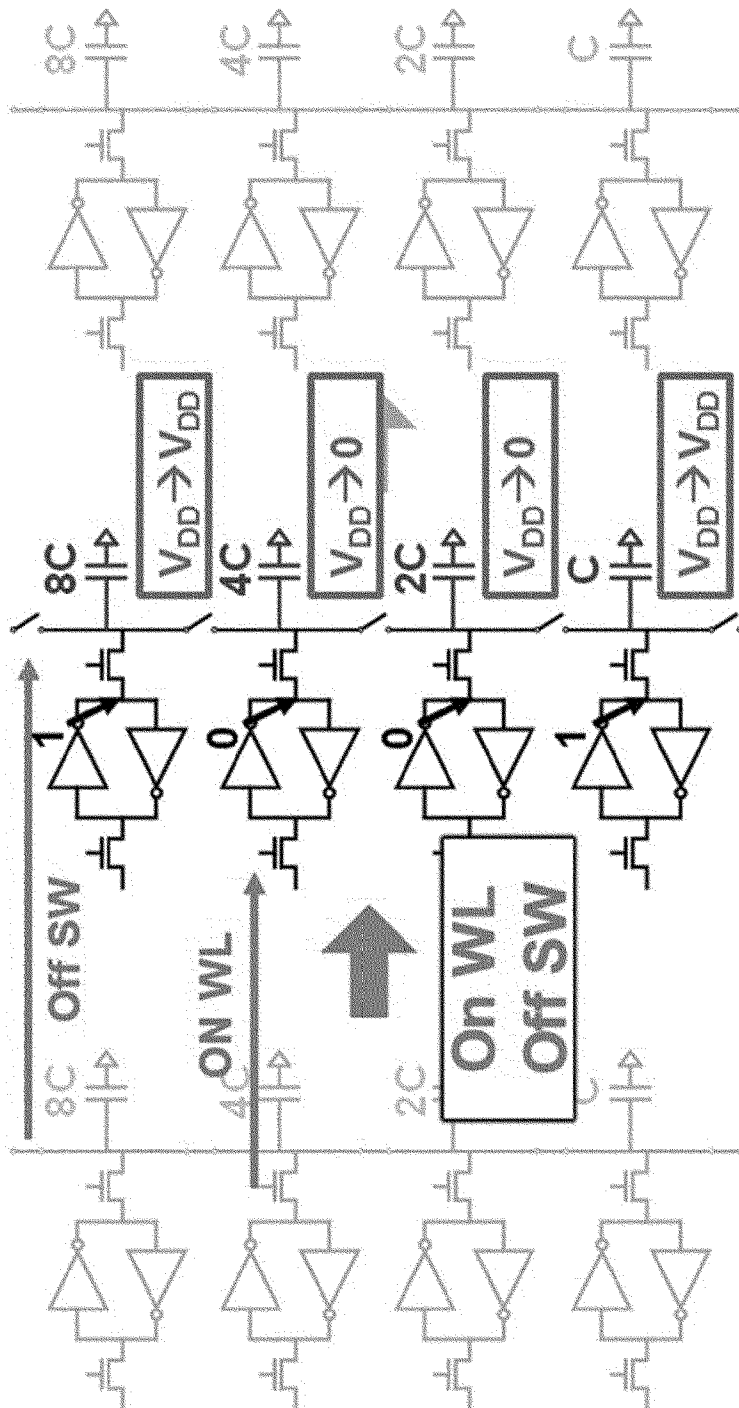 8C Off SW 1 8C 8C
V_DD→V_DD
4C ON WL 0 4C 4C
V_DD→0
2C 0 2C 2C
On WL
Off SW
V_DD→0
1 C C
V_DD→V_DD